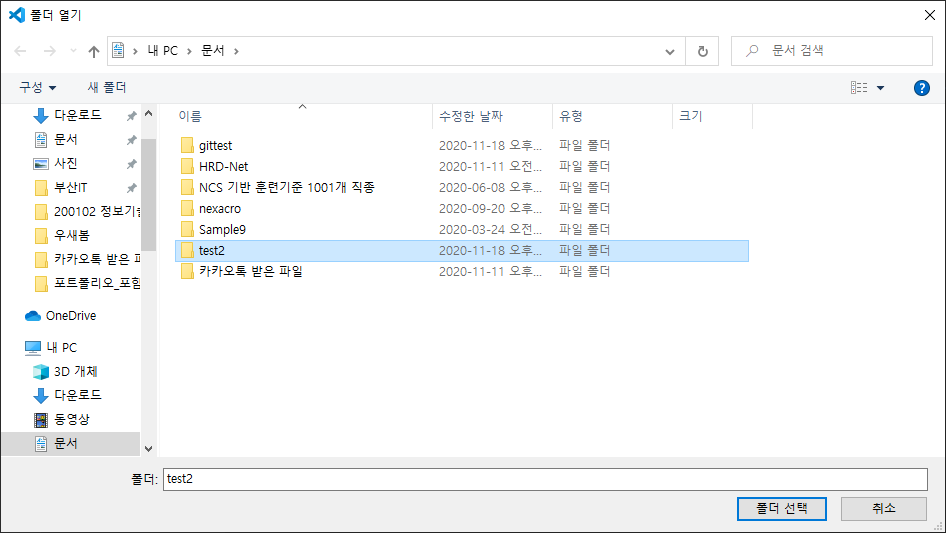 폴더 열기
내 PC > 문서 >
문서 검색
구성
새 폴더
?
다운로드
문서
사진
부산IT
200102 정보기술
우새봄
카카오톡 받은 파
포트폴리오_포함
OneDrive
내 PC
3D 개체
다운로드
동영상
문서
이름 수정한 날짜 유형 크기
gittest 2020-11-18 오후... 파일 폴더
HRD-Net 2020-11-11 오전... 파일 폴더
NCS 기반 훈련기준 1001개 직종 2020-06-08 오후... 파일 폴더
nexacro 2020-09-20 오후... 파일 폴더
Sample9 2020-03-24 오전... 파일 폴더
test2 2020-11-18 오후... 파일 폴더
카카오톡 받은 파일 2020-11-11 오후... 파일 폴더
폴더: test2
폴더 선택
취소